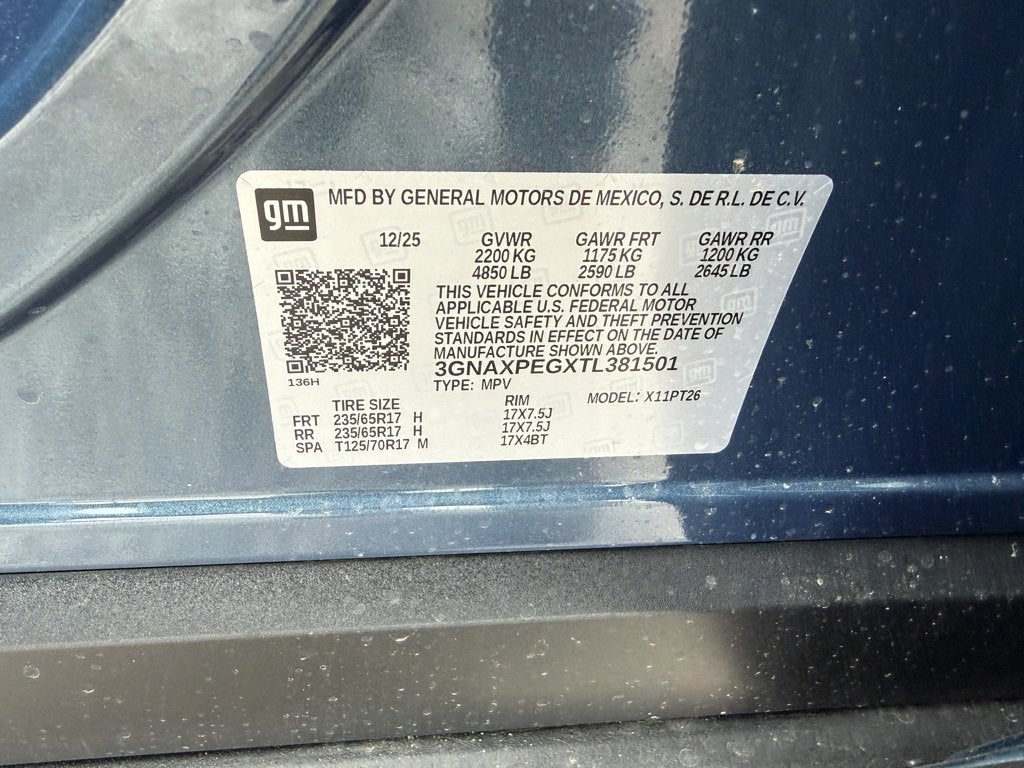 gm
MFD BY GENERAL MOTORS DE MEXICO, S. DE R.L. DE C.V.
12/25 GVWR GAWR FRT GAWR RR
2200 KG 1175 KG 1200 KG
4850 LB 2590 LB 2645 LB
THIS VEHICLE CONFORMS TO ALL
APPLICABLE U.S. FEDERAL MOTOR
VEHICLE SAFETY AND THEFT PREVENTION
STANDARDS IN EFFECT ON THE DATE OF
MANUFACTURE SHOWN ABOVE.
3GNAXPEGXTL381501
136H
TYPE: MPV
MODEL: X11PT26
TIRE SIZE RIM
FRT 235/65R17 H 17X7.5J
RR 235/65R17 H 17X7.5J
SPA T125/70R17 M 17X4BT